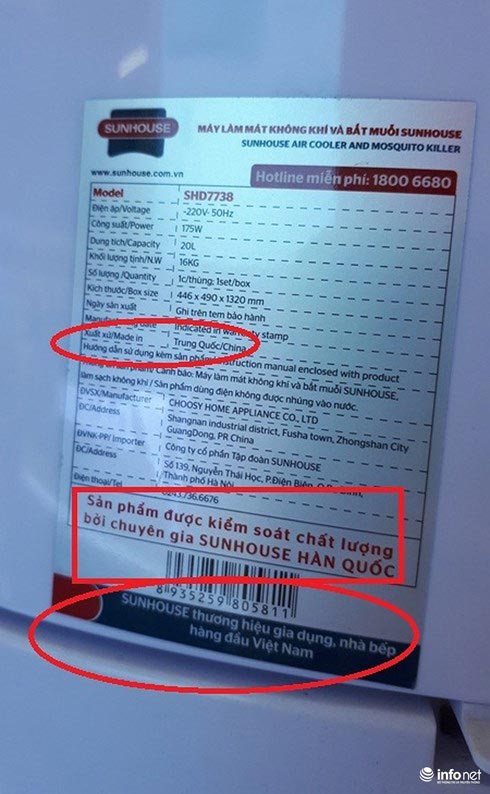 SUNHOUSE
MÁY LÀM MÁT KHÔNG KHÍ VÀ BẮT MUỖI SUNHOUSE
SUNHOUSE AIR COOLER AND MOSQUITO KILLER
www.sunhouse.com.vn
Hotline miễn phí: 1800 6680
Model SHD7738
Điện áp/Voltage ~220V- 50Hz
Công suất/Power 175W
Dung tích/Capacity 20L
Khối lượng tịnh/N.W 16KG
Số lượng /Quantity 1c/thùng; 1set/box
Kích thước/Box size 446 x 490 x 1320 mm
Ngày sản xuất Ghi trên tem bảo hành
Manufacturing date Indicated in warranty stamp
Xuất xứ/Made in Trung Quốc/China
Hướng dẫn sử dụng kèm sản phẩm/Instruction manual enclosed with product
Cảnh báo: Máy làm mát không khí và bắt muỗi SUNHOUSE,
làm sạch không khí / Sản phẩm dùng điện không được nhúng vào nước.
ĐVSX/Manufacturer CHOOSY HOME APPLIANCE CO., LTD
ĐC/Address Shangnan industrial district, Fusha town, Zhongshan City
GuangDong, PR China
ĐVNK-PP/ Importer Công ty cổ phần Tập đoàn SUNHOUSE
ĐC/Address Số 139, Nguyễn Thái Học, P.Điện Biên,
Thành phố Hà Nội
Điện thoại/Tel 0243.736.6676
Sản phẩm được kiểm soát chất lượng
bởi chuyên gia SUNHOUSE HÀN QUỐC
8 935259 805811
SUNHOUSE thương hiệu gia dụng, nhà bếp
hàng đầu Việt Nam
infonet